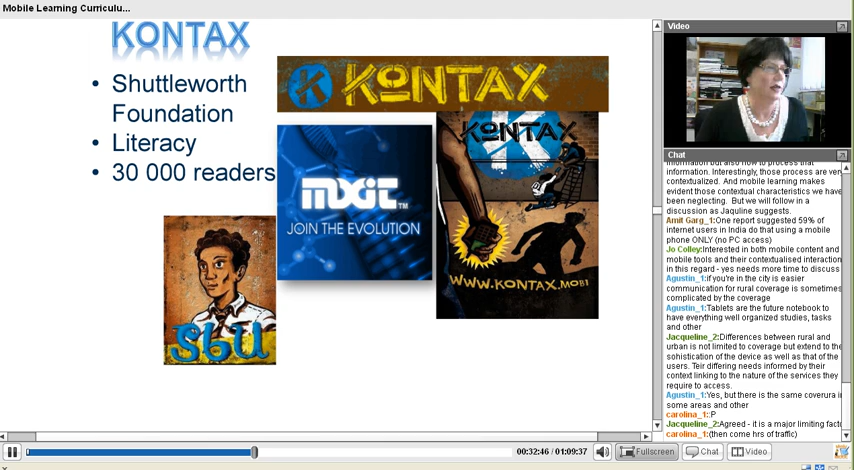 Mobile Learning Curriculu...
KONTAX
• Shuttleworth
Foundation
• Literacy
• 30 000 readers
KONTAX
mxit™
JOIN THE EVOLUTION
KONTAX
WWW.KONTAX.MOBI
Sbu
Video
Chat
information but also how to process that
information. Interestingly, those process are very
contextualized. And mobile learning makes
evident those contextual characteristics we have
been neglecting. But we will follow in a
discussion as Jaquline suggests.
Amit Garg_1:One report suggested 59% of
internet users in India do that using a mobile
phone ONLY (no PC access)
Jo Colley:Interested in both mobile content and
mobile tools and their contextualised interaction
in this regard - yes needs more time to discuss
Agustin_1:if you're in the city is easier
communication for rural coverage is sometimes
complicated by the coverage
Agustin_1:Tablets are the future notebook to
have everything well organized studies, tasks
and other
Jacqueline_2:Differences between rural and
urban is not limited to coverage but extend to the
sohistication of the device as well as that of the
users. Teir differing needs informed by their
context linking to the nature of the services they
require to access.
Agustin_1:Yes, but there is the same coverura in
some areas and other
carolina_1:P
Jacqueline_2:Agreed - it is a major limiting facto
carolina_1:(then come hrs of traffic)
00:32:46 / 01:09:37
Fullscreen
Chat
Video